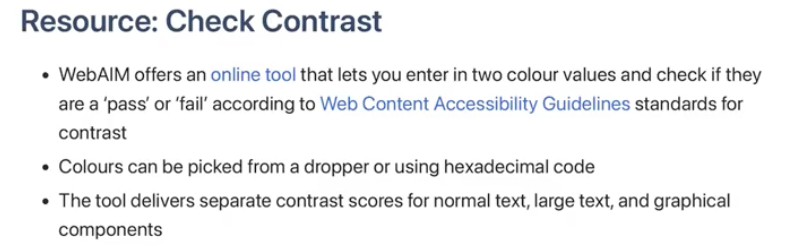 Resource: Check Contrast
• WebAIM offers an online tool that lets you enter in two colour values and check if they
are a ‘pass’ or ‘fail’ according to Web Content Accessibility Guidelines standards for
contrast
• Colours can be picked from a dropper or using hexadecimal code
• The tool delivers separate contrast scores for normal text, large text, and graphical
components